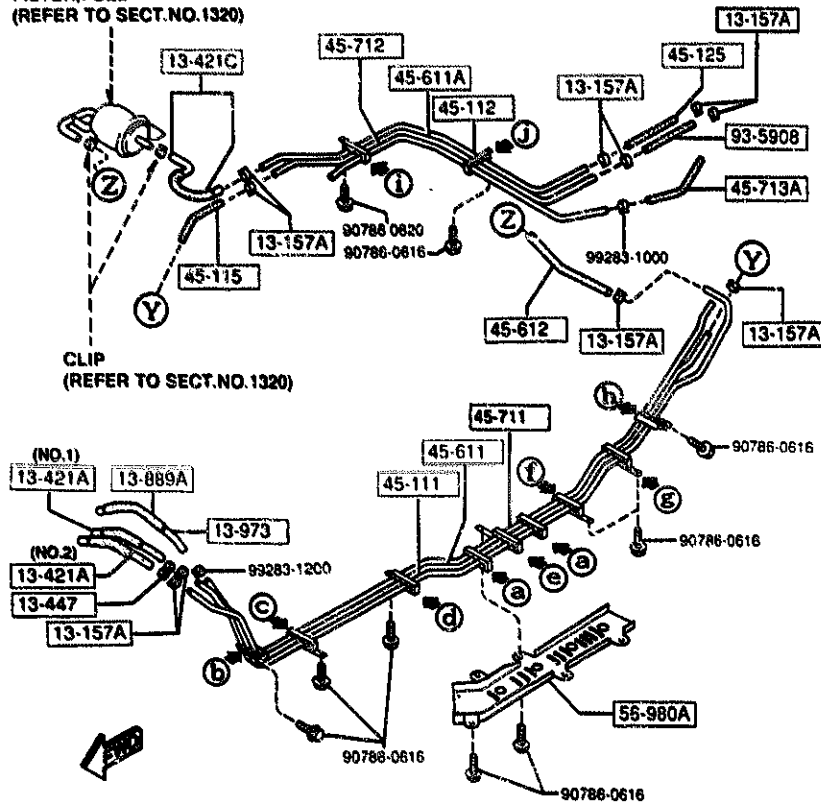 (REFER TO SECT.NO.1320)
13-421C
45-712
45-611A
45-112
13-157A
45-125
13-157A
93-5908
45-713A
j
i
Z
13-157A
90786-0820
90786-0616
Z
99283-1000
45-115
Y
45-612
13-157A
Y
13-157A
CLIP
(REFER TO SECT.NO.1320)
h
90786-0616
45-711
45-611
45-111
f
g
90786-0616
(NO.1)
13-421A
13-889A
13-973
(NO.2)
13-421A
99283-1200
13-447
13-157A
a
e
a
d
c
b
56-980A
90786-0616
90786-0616
FWD